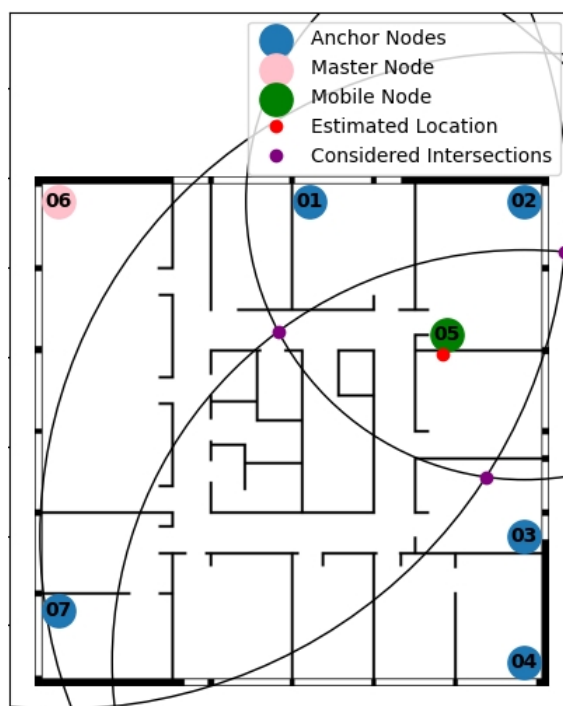 Anchor Nodes
Master Node
Mobile Node
Estimated Location
Considered Intersections
06
01
02
05
03
07
04